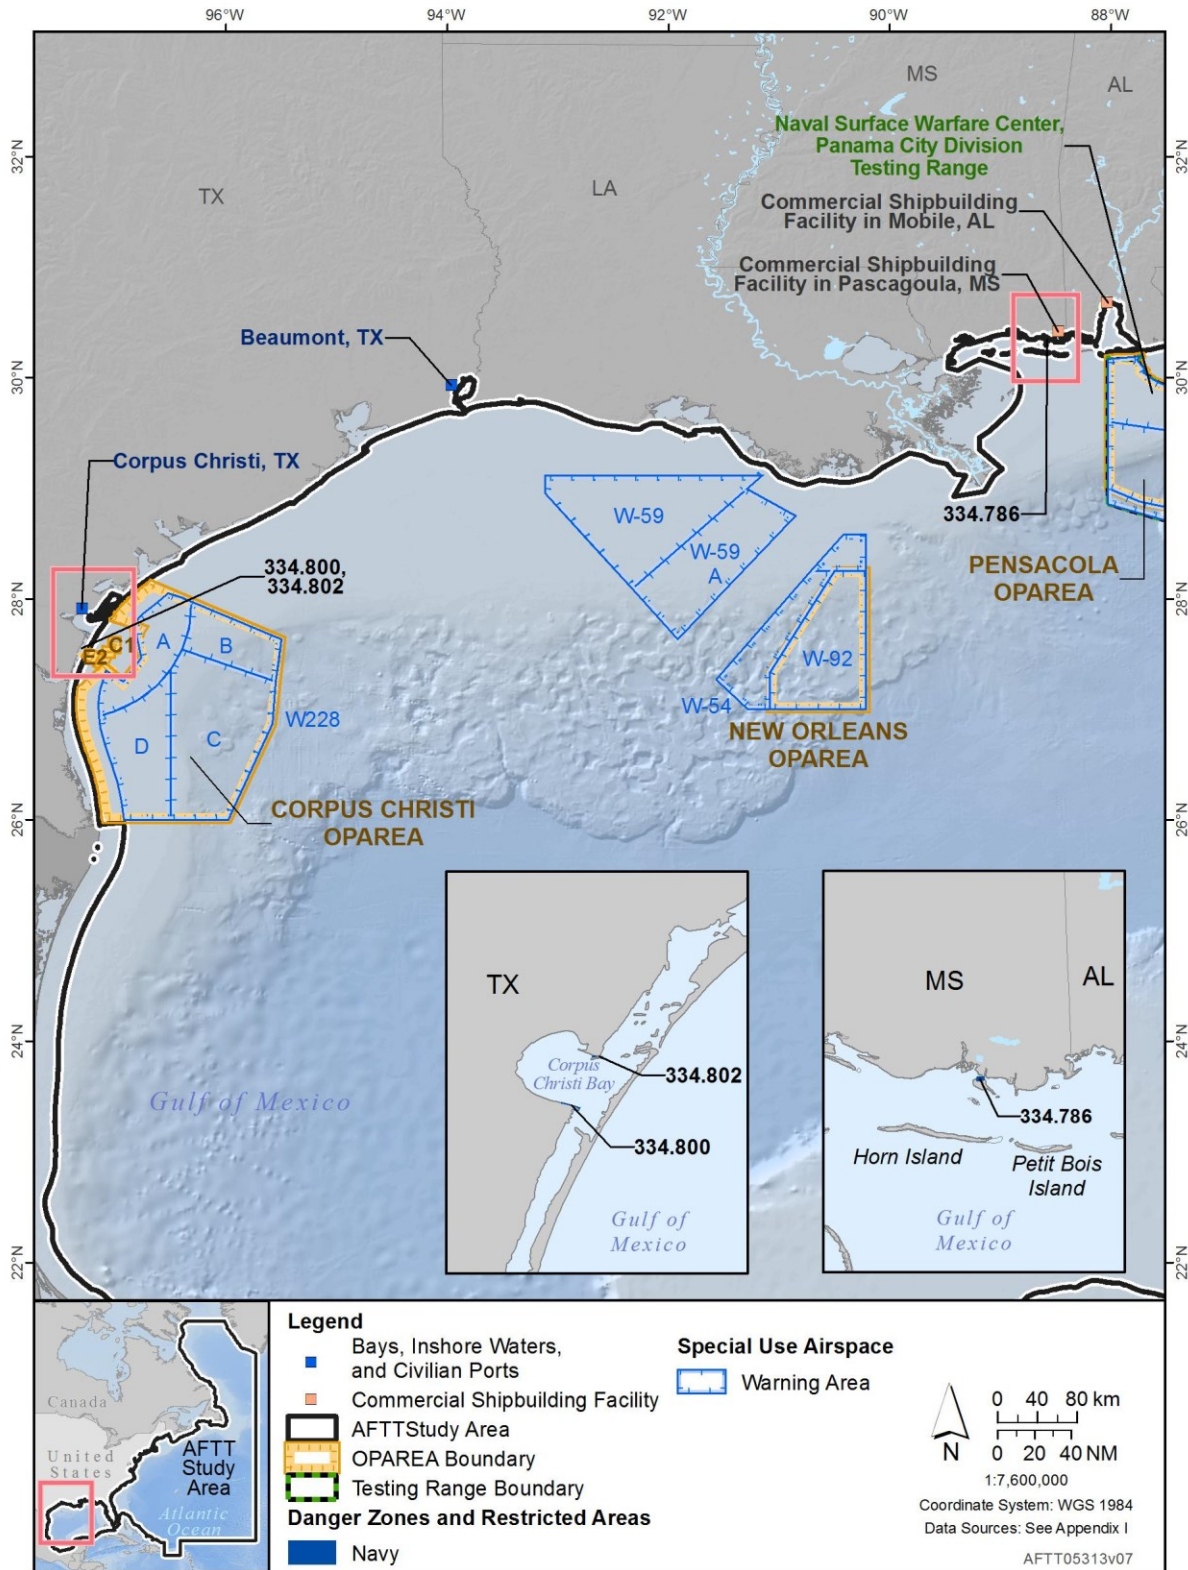 96°W
94°W
92°W
90°W
88°W
32°N
32°N
30°N
30°N
28°N
28°N
26°N
26°N
24°N
24°N
22°N
22°N
MS
AL
TX
LA
Naval Surface Warfare Center,
Panama City Division
Testing Range
Commercial Shipbuilding
Facility in Mobile, AL
Commercial Shipbuilding
Facility in Pascagoula, MS
Beaumont, TX
Corpus Christi, TX
334.800,
334.802
334.786
W-59
W-59
A
W-92
W-54
NEW ORLEANS
OPAREA
PENSACOLA
OPAREA
A
B
C1
E2
D
C
W228
CORPUS CHRISTI
OPAREA
Gulf of Mexico
TX
Corpus
Christi Bay
334.802
334.800
Gulf of
Mexico
MS
AL
334.786
Horn Island
Petit Bois
Island
Gulf of
Mexico
Canada
United
States
AFTT
Study
Area
Atlantic
Ocean
Legend
Bays, Inshore Waters,
and Civilian Ports
Commercial Shipbuilding Facility
AFTTStudy Area
OPAREA Boundary
Testing Range Boundary
Danger Zones and Restricted Areas
Navy
Special Use Airspace
Warning Area
N
0 40 80 km
0 20 40 NM
1:7,600,000
Coordinate System: WGS 1984
Data Sources: See Appendix I
AFTT05313v07